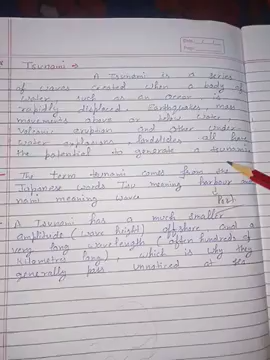 Tsunami →
A Tsunami is a series
of waves created when a body of
water such as an ocean is
rapidly displaced. Earthquakes, mass
movements above or below water
volcanic eruption and other under
water explosions, landslides all have
the potential to generate a tsunami
The term tsunami comes from the
Japanese words Tsu meaning harbour and
nami meaning wave
A Tsunami has a much smaller
amplitude (wave height) offshore and a
very long wavelength (often hundreds of
kilometres long), which is why they
generally pass unnoticed at sea